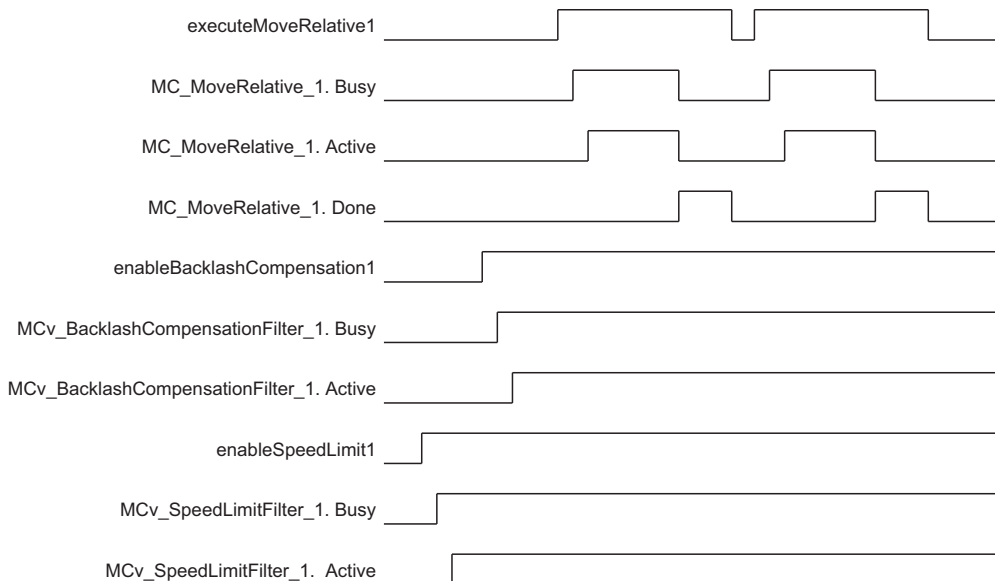 executeMoveRelative1
MC_MoveRelative_1. Busy
MC_MoveRelative_1. Active
MC_MoveRelative_1. Done
enableBacklashCompensation1
MCv_BacklashCompensationFilter_1. Busy
MCv_BacklashCompensationFilter_1. Active
enableSpeedLimit1
MCv_SpeedLimitFilter_1. Busy
MCv_SpeedLimitFilter_1. Active